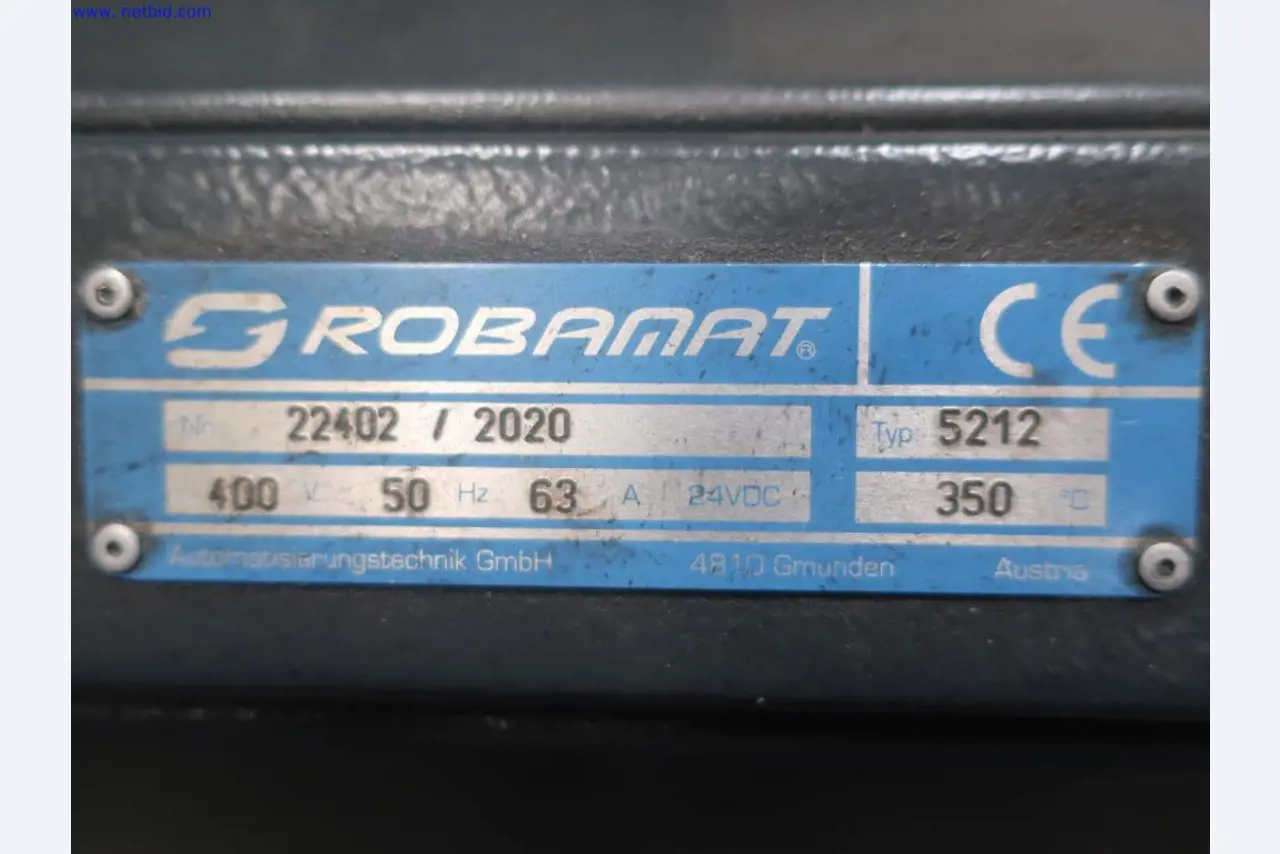 www.netbid.com
ROBAMAT® CE
Nr. 22402 / 2020 Typ 5212
400 V 50 Hz 63 A 24VDC 350 °C
Automatisierungstechnik GmbH 4810 Gmunden Austria